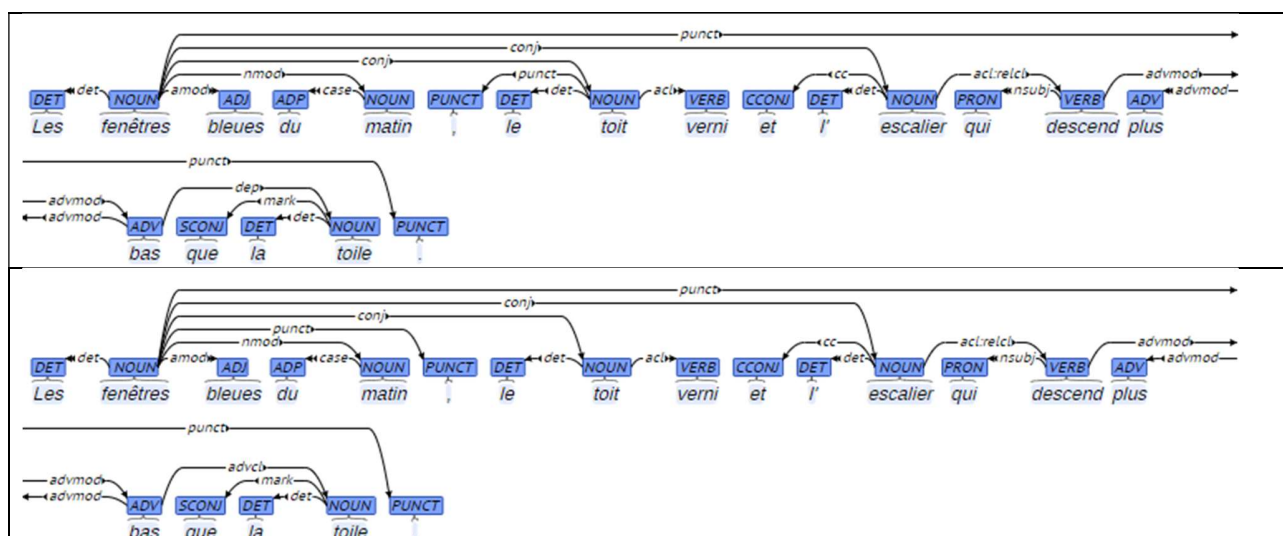 punct
conj
conj
nmod punct cc acl:relcl advmod
det amod case det acl det nsubj advmod
DET NOUN ADJ ADP NOUN PUNCT DET NOUN VERB CCONJ DET NOUN PRON VERB ADV
Les fenêtres bleues du matin , le toit verni et l' escalier qui descend plus
punct
dep
advmod mark
advmod det
ADV SCONJ DET NOUN PUNCT
bas que la toile .
punct
conj
conj
punct
nmod cc acl:relcl advmod
det amod case det acl det nsubj advmod
DET NOUN ADJ ADP NOUN PUNCT DET NOUN VERB CCONJ DET NOUN PRON VERB ADV
Les fenêtres bleues du matin , le toit verni et l' escalier qui descend plus
punct
advcl
advmod mark
advmod det
ADV SCONJ DET NOUN PUNCT
bas que la toile